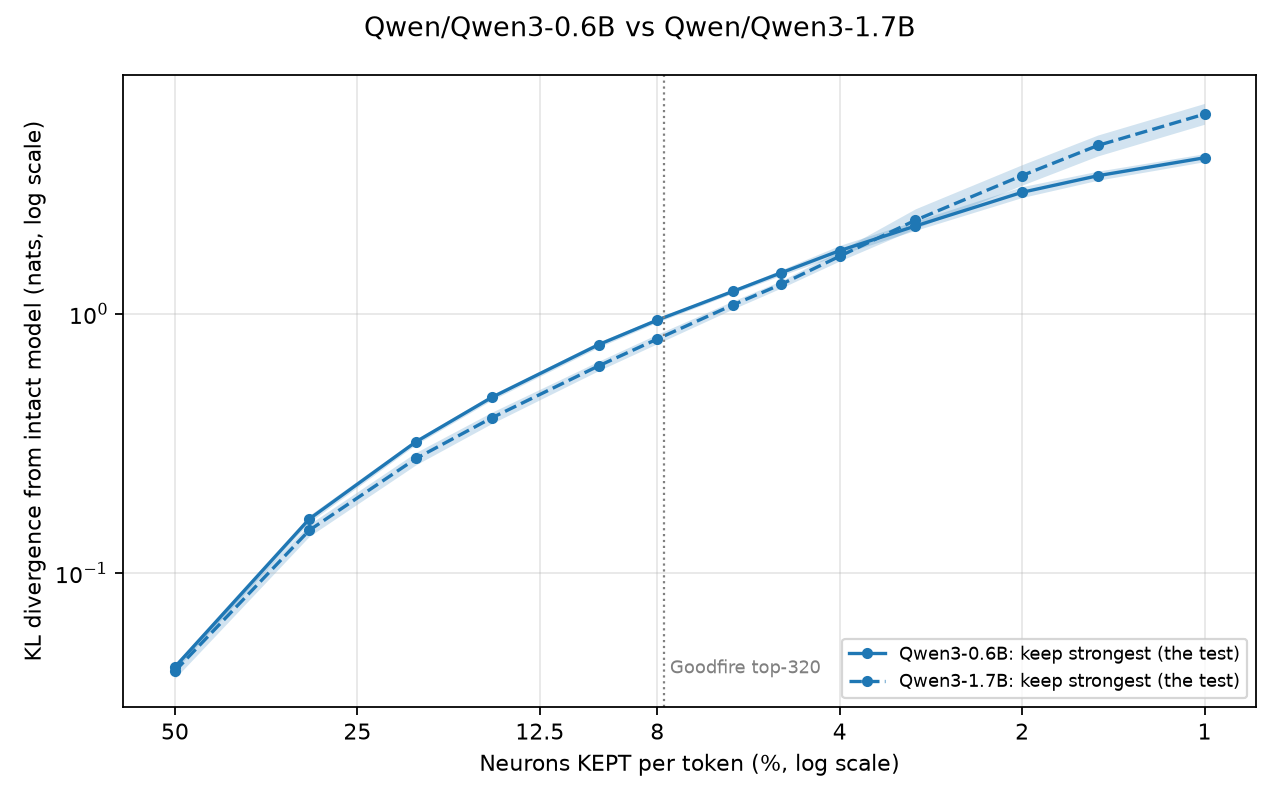 Qwen/Qwen3-0.6B vs Qwen/Qwen3-1.7B
KL divergence from intact model (nats, log scale)
10⁰
10⁻¹
Goodfire top-320
Qwen3-0.6B: keep strongest (the test)
Qwen3-1.7B: keep strongest (the test)
50 25 12.5 8 4 2 1
Neurons KEPT per token (%, log scale)